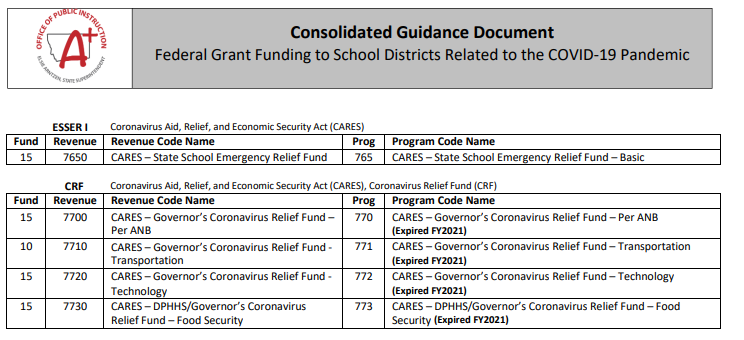 OFFICE OF PUBLIC INSTRUCTION
A+
ELSIE ARNTZEN, STATE SUPERINTENDENT
Consolidated Guidance Document
Federal Grant Funding to School Districts Related to the COVID-19 Pandemic
ESSER I Coronavirus Aid, Relief, and Economic Security Act (CARES)
Fund Revenue Revenue Code Name Prog Program Code Name
15 7650 CARES – State School Emergency Relief Fund 765 CARES – State School Emergency Relief Fund – Basic
CRF Coronavirus Aid, Relief, and Economic Security Act (CARES), Coronavirus Relief Fund (CRF)
Fund Revenue Revenue Code Name Prog Program Code Name
15 7700 CARES – Governor's Coronavirus Relief Fund – 770 CARES – Governor's Coronavirus Relief Fund – Per ANB
Per ANB (Expired FY2021)
10 7710 CARES – Governor's Coronavirus Relief Fund - 771 CARES – Governor's Coronavirus Relief Fund – Transportation
Transportation (Expired FY2021)
15 7720 CARES – Governor's Coronavirus Relief Fund - 772 CARES – Governor's Coronavirus Relief Fund – Technology
Technology (Expired FY2021)
15 7730 CARES – DPHHS/Governor's Coronavirus 773 CARES – DPHHS/Governor's Coronavirus Relief Fund – Food
Relief Fund – Food Security Security (Expired FY2021)